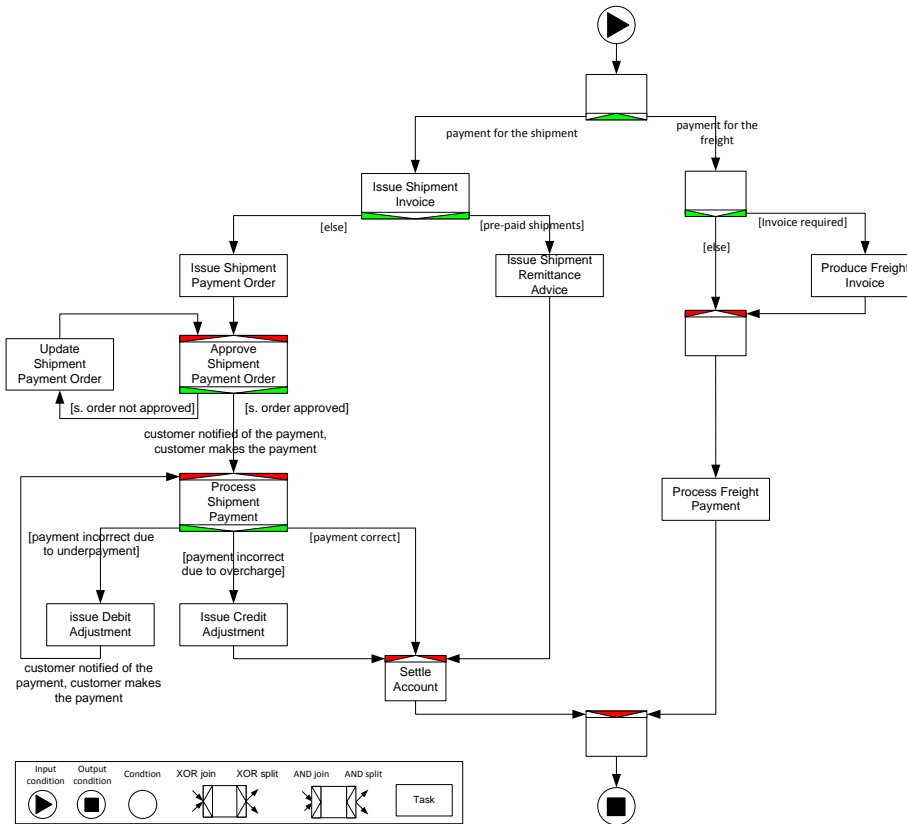 payment for the shipment
payment for the
freight
Issue Shipment
Invoice
[else]
[pre-paid shipments]
[Invoice required]
[else]
Issue Shipment
Payment Order
Issue Shipment
Remittance
Advice
Produce Freight
Invoice
Update
Shipment
Payment Order
Approve
Shipment
Payment Order
[s. order not approved]
[s. order approved]
customer notified of the payment,
customer makes the payment
Process
Shipment
Payment
Process Freight
Payment
[payment incorrect due
to underpayment]
[payment incorrect
due to overcharge]
[payment correct]
issue Debit
Adjustment
Issue Credit
Adjustment
customer notified of the
payment, customer makes
the payment
Settle
Account
Input
condition
Output
condition
Condtion
XOR join
XOR split
AND join
AND split
Task